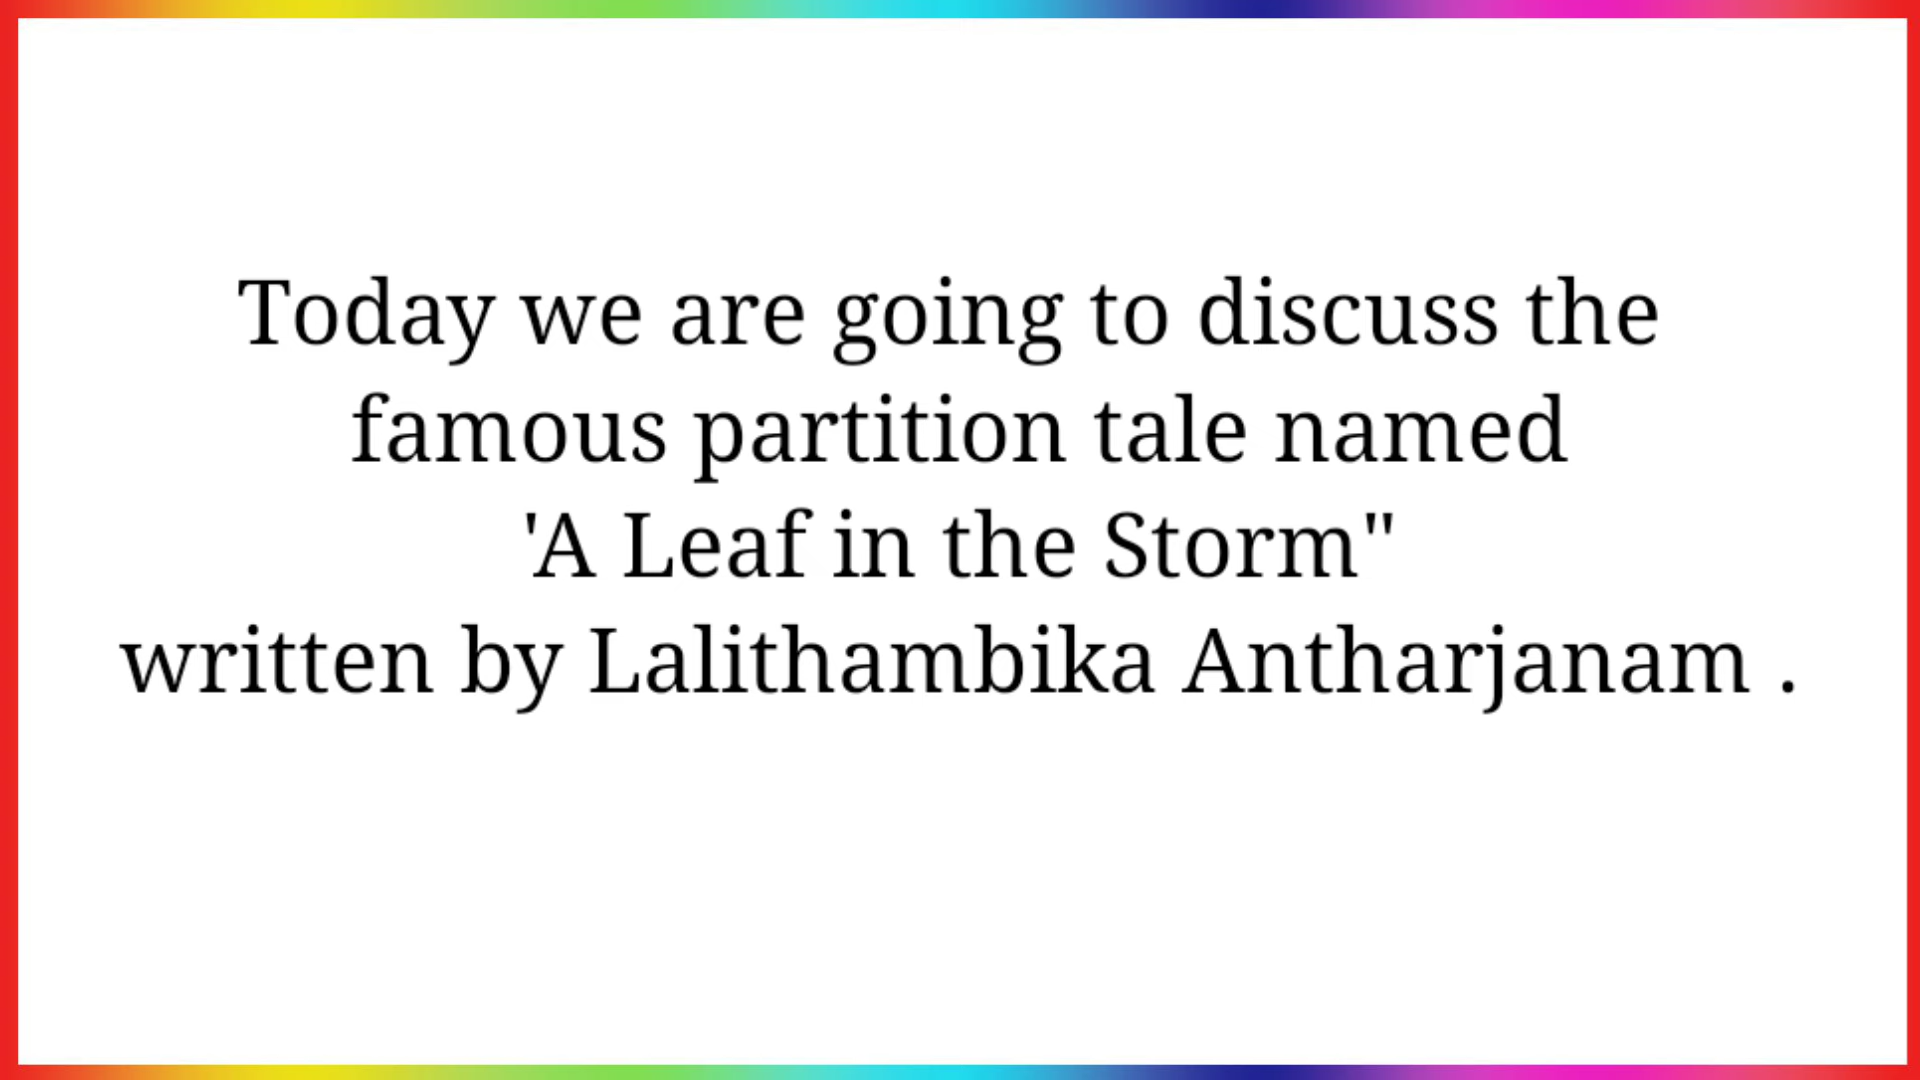 Today we are going to discuss the
famous partition tale named
'A Leaf in the Storm"
written by Lalithambika Antharjanam .